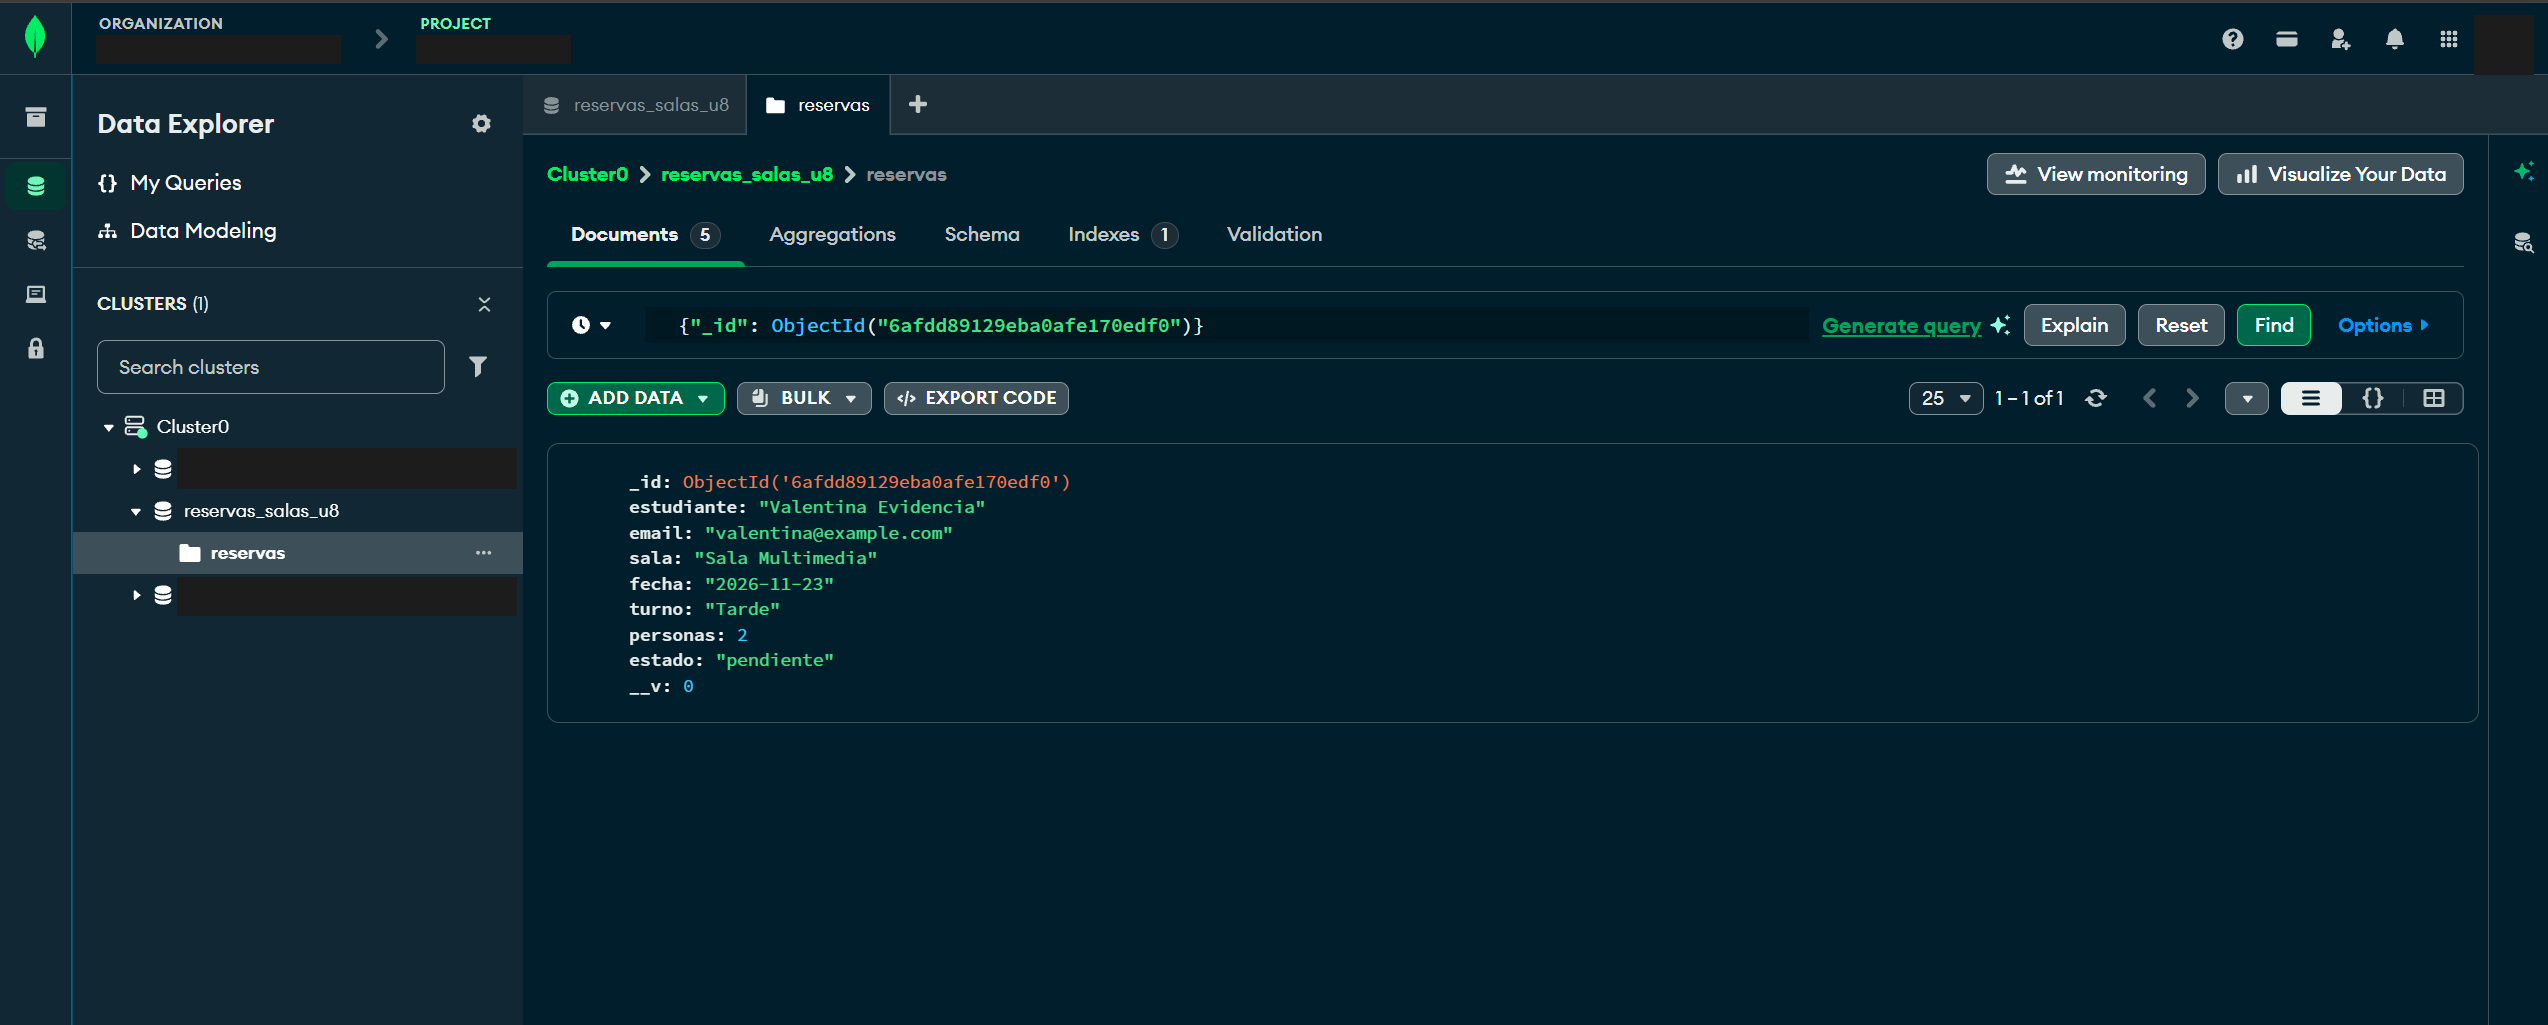 ORGANIZATION
PROJECT
Data Explorer
My Queries
Data Modeling
CLUSTERS (1)
Search clusters
Cluster0
reservas_salas_u8
reservas
reservas_salas_u8
reservas
Cluster0 reservas_salas_u8 reservas
View monitoring
Visualize Your Data
Documents 5
Aggregations
Schema
Indexes 1
Validation
{"_id": ObjectId("6afdd89129eba0afe170edf0")}
Generate query
Explain
Reset
Find
Options
ADD DATA
BULK
EXPORT CODE
25
1 – 1 of 1
_id: ObjectId('6afdd89129eba0afe170edf0')
estudiante: "Valentina Evidencia"
email: "valentina@example.com"
sala: "Sala Multimedia"
fecha: "2026-11-23"
turno: "Tarde"
personas: 2
estado: "pendiente"
__v: 0